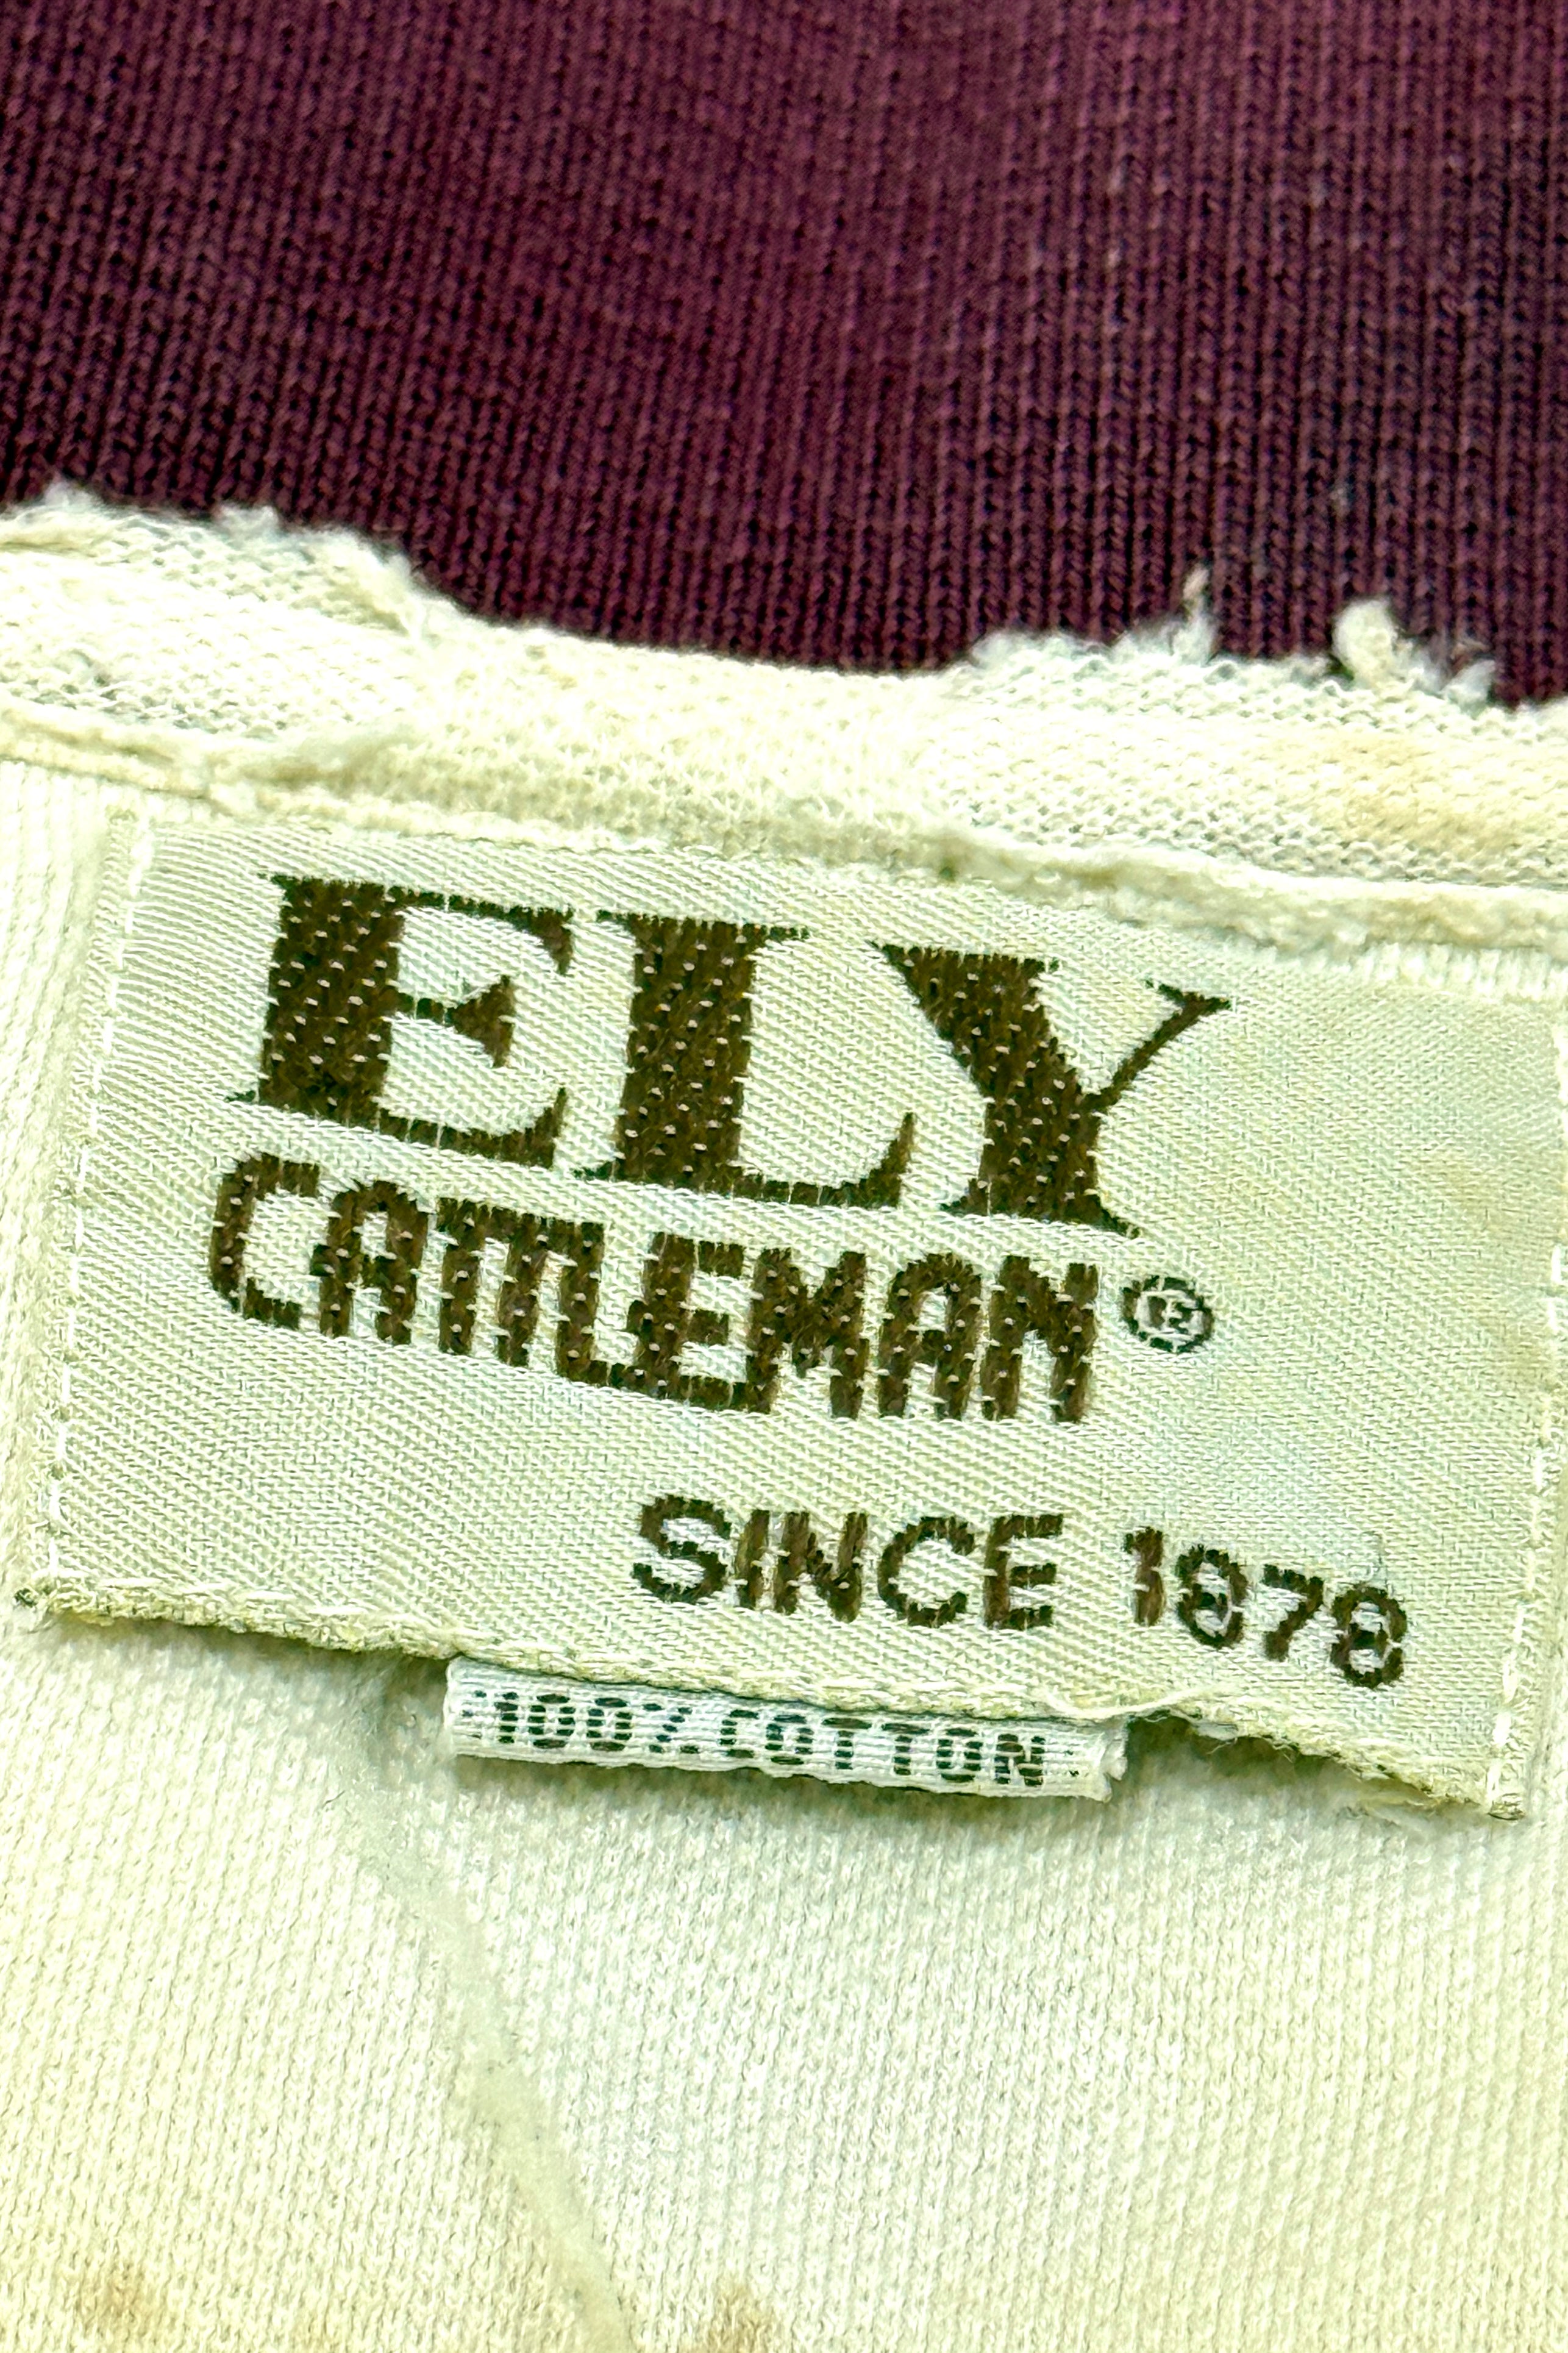 ELY
CATTLEMAN®
SINCE 1878
100% COTTON